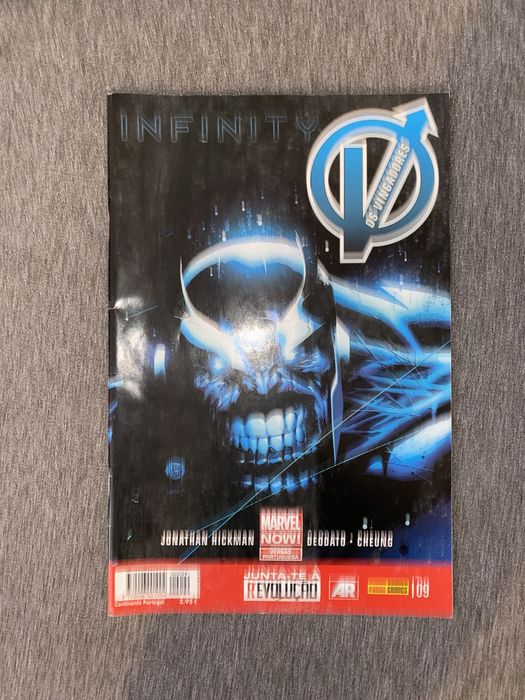 INFINITY
OS VINGADORES
JONATHAN HICKMAN
DEODATO
CHEUNG
MARVEL
NOW!
VERSÃO
PORTUGUESA
JUNTA-TE À
REVOLUÇÃO
AR
PANINI COMICS
09
Continente Portugal
3,95 €